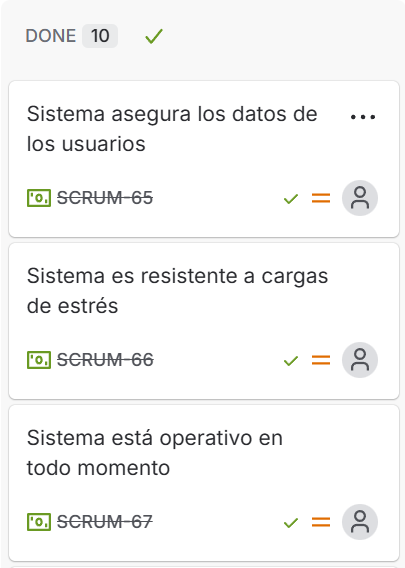 DONE 10
Sistema asegura los datos de
los usuarios
SCRUM-65
Sistema es resistente a cargas
de estrés
SCRUM-66
Sistema está operativo en
todo momento
SCRUM-67